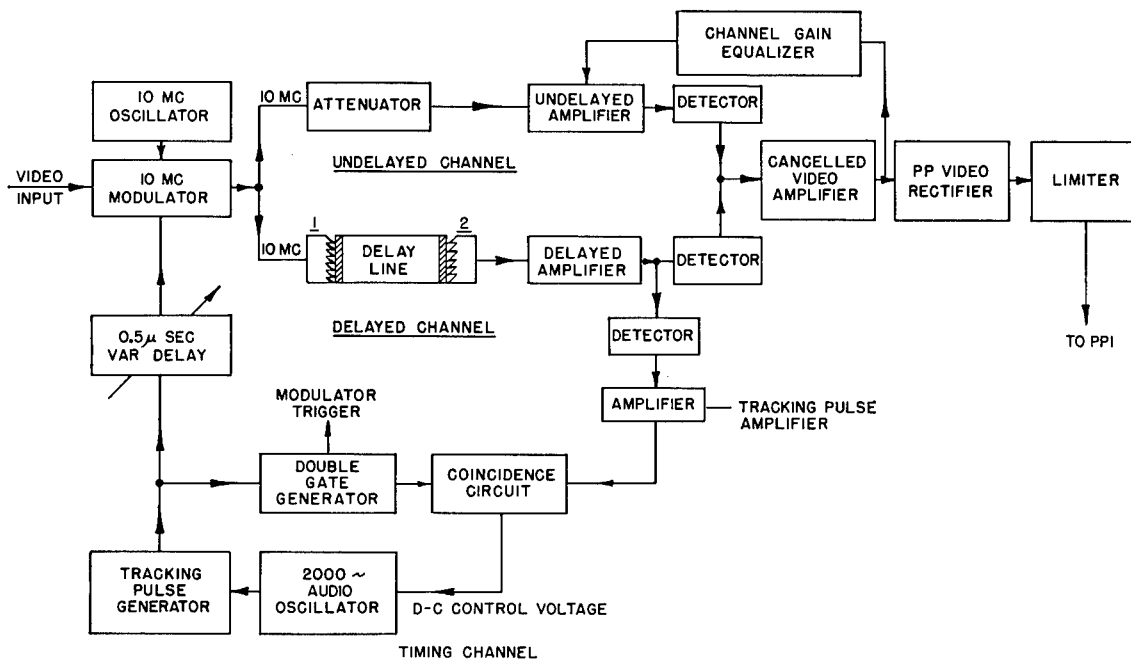 CHANNEL GAIN
EQUALIZER
10 MC
OSCILLATOR
10 MC
ATTENUATOR
UNDELAYED
AMPLIFIER
DETECTOR
UNDELAYED CHANNEL
VIDEO
INPUT
10 MC
MODULATOR
CANCELLED
VIDEO
AMPLIFIER
PP VIDEO
RECTIFIER
LIMITER
1
2
10 MC
DELAY
LINE
DELAYED
AMPLIFIER
DETECTOR
DELAYED CHANNEL
0.5µ SEC
VAR DELAY
DETECTOR
TO PPI
MODULATOR
TRIGGER
AMPLIFIER
TRACKING PULSE
AMPLIFIER
DOUBLE
GATE
GENERATOR
COINCIDENCE
CIRCUIT
TRACKING
PULSE
GENERATOR
2000 ~
AUDIO
OSCILLATOR
D-C CONTROL VOLTAGE
TIMING CHANNEL